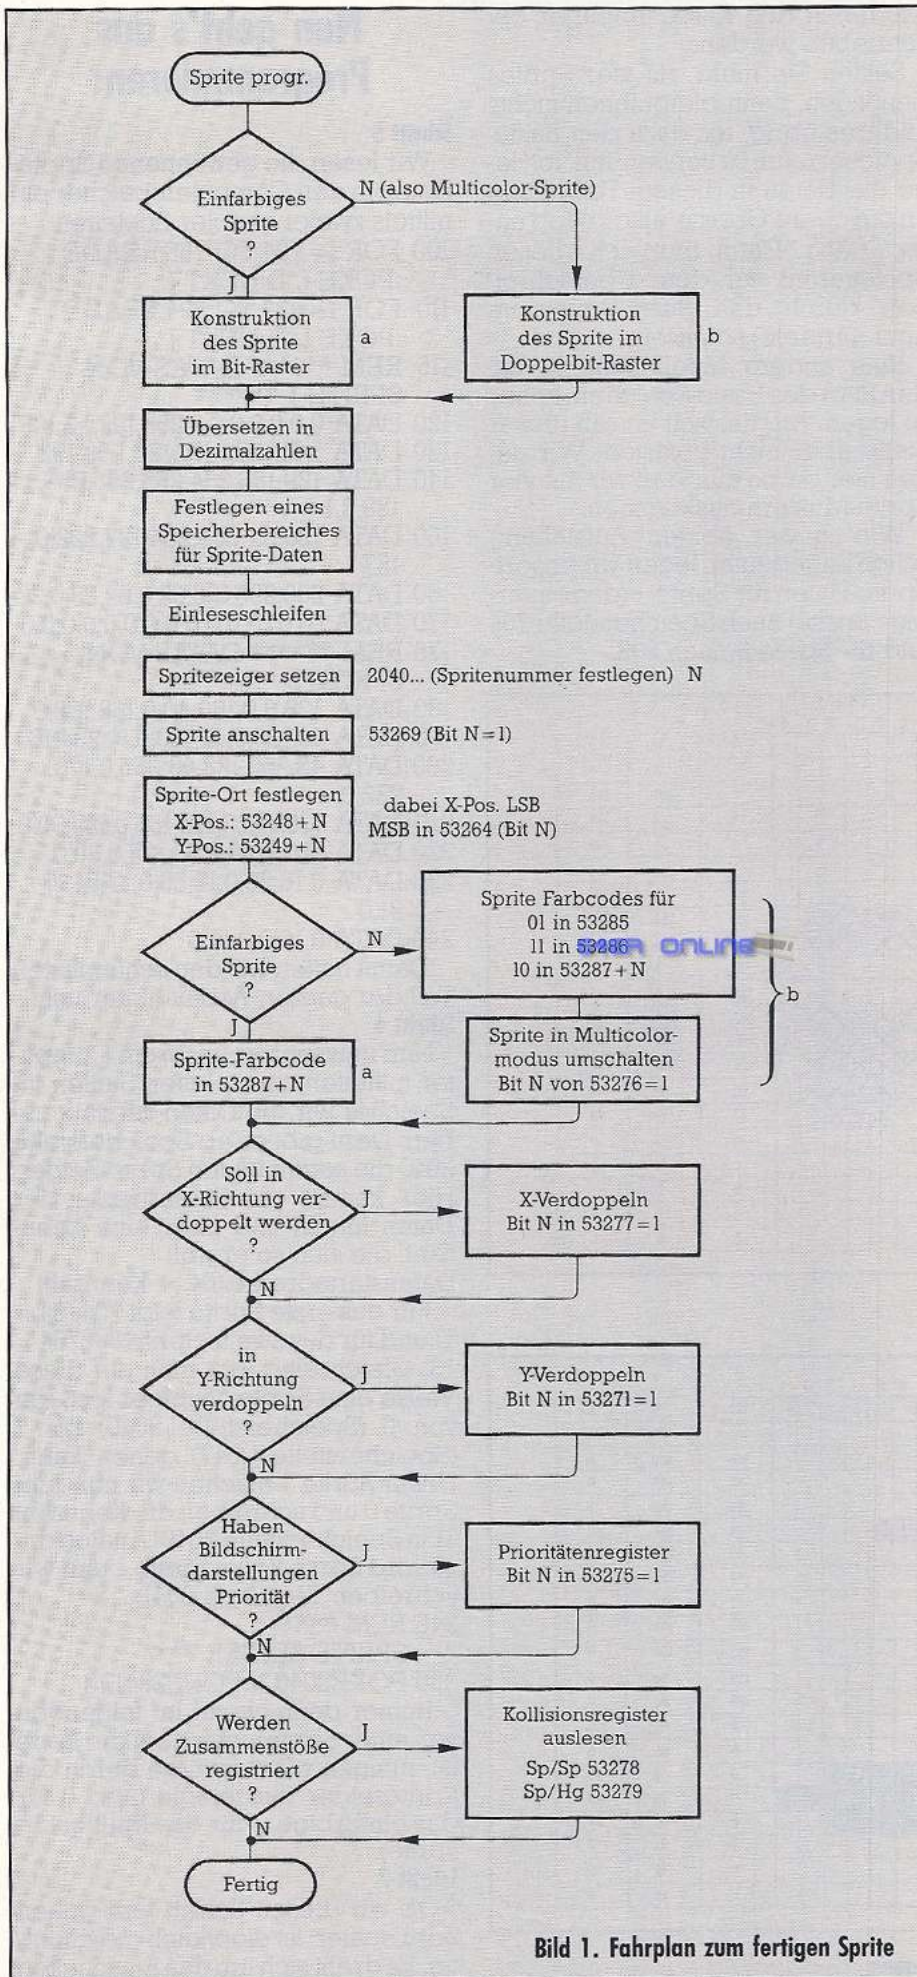 Sprite progr.
Einfarbiges
Sprite
?
N (also Multicolor-Sprite)
J
Konstruktion
des Sprite
im Bit-Raster
a
Konstruktion
des Sprite im
Doppelbit-Raster
b
Übersetzen in
Dezimalzahlen
Festlegen eines
Speicherbereiches
für Sprite-Daten
Einleseschleifen
Spritezeiger setzen
2040... (Spritenummer festlegen) N
Sprite anschalten
53269 (Bit N=1)
Sprite-Ort festlegen
X-Pos.: 53248+N
Y-Pos.: 53249+N
dabei X-Pos. LSB
MSB in 53264 (Bit N)
Einfarbiges
Sprite
?
N
Sprite Farbcodes für
01 in 53285
11 in 53286
10 in 53287+N
ONLINE
b
J
Sprite-Farbcode
in 53287+N
a
Sprite in Multicolor-
modus umschalten
Bit N von 53276=1
Soll in
X-Richtung ver-
doppelt werden
?
J
X-Verdoppeln
Bit N in 53277=1
N
in
Y-Richtung
verdoppeln
?
J
Y-Verdoppeln
Bit N in 53271=1
N
Haben
Bildschirm-
darstellungen
Priorität
?
J
Prioritätenregister
Bit N in 53275=1
N
Werden
Zusammenstöße
registriert
?
J
Kollisionsregister
auslesen
Sp/Sp 53278
Sp/Hg 53279
N
Fertig
Bild 1. Fahrplan zum fertigen Sprite